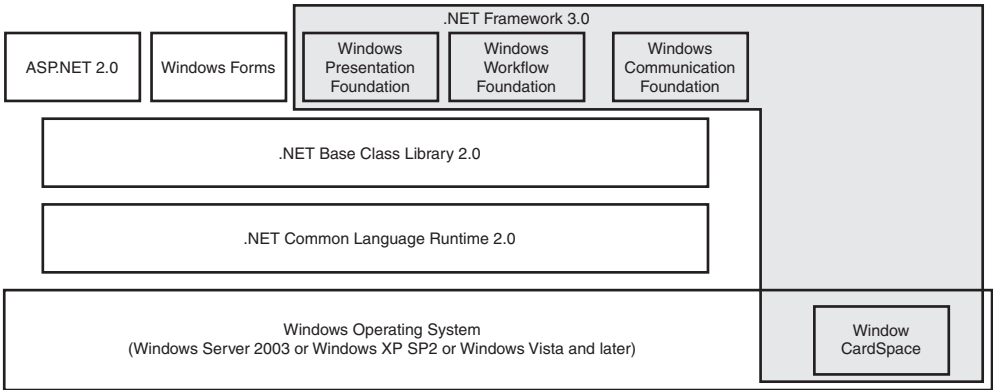 .NET Framework 3.0
ASP.NET 2.0
Windows Forms
Windows
Presentation
Foundation
Windows
Workflow
Foundation
Windows
Communication
Foundation
.NET Base Class Library 2.0
.NET Common Language Runtime 2.0
Windows Operating System
(Windows Server 2003 or Windows XP SP2 or Windows Vista and later)
Window
CardSpace